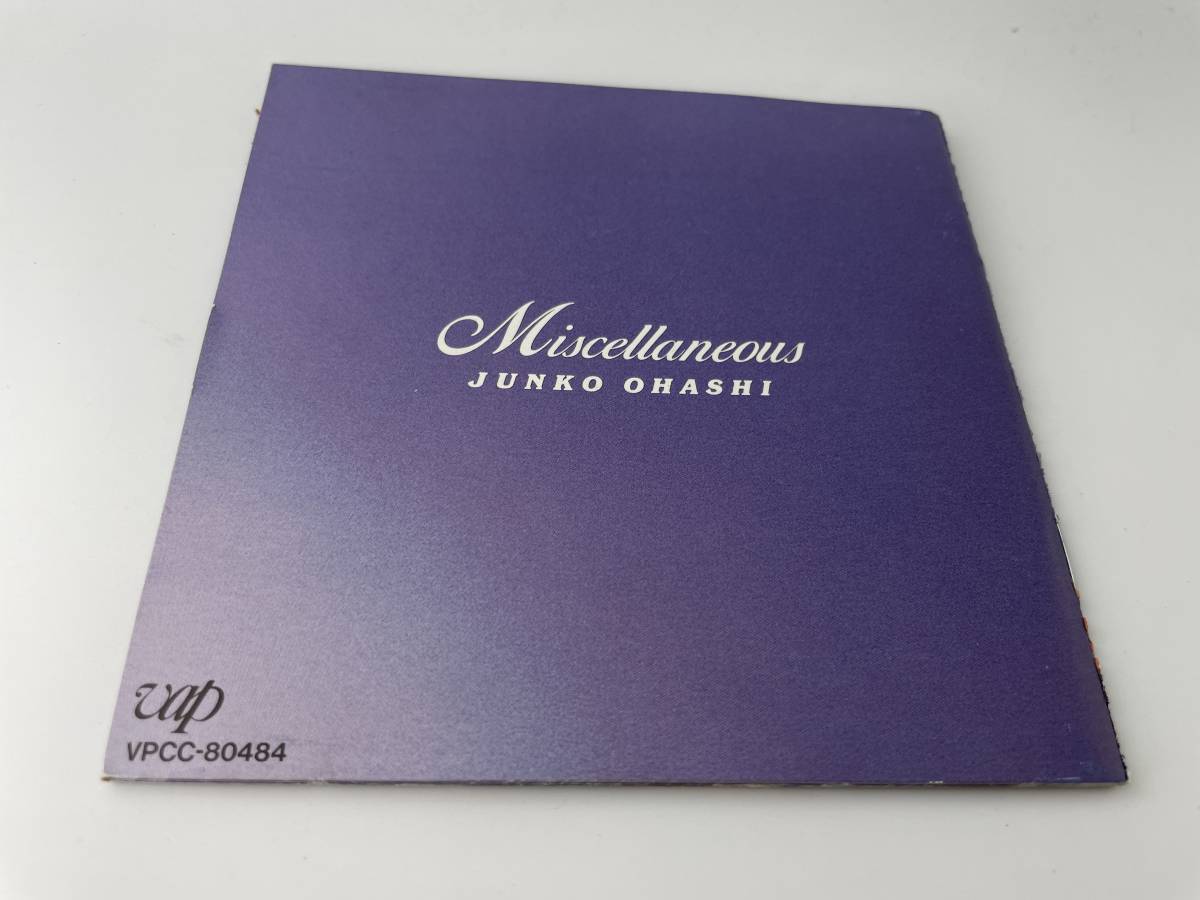 Miscellaneous
JUNKO OHASHI
vap
VPCC-80484